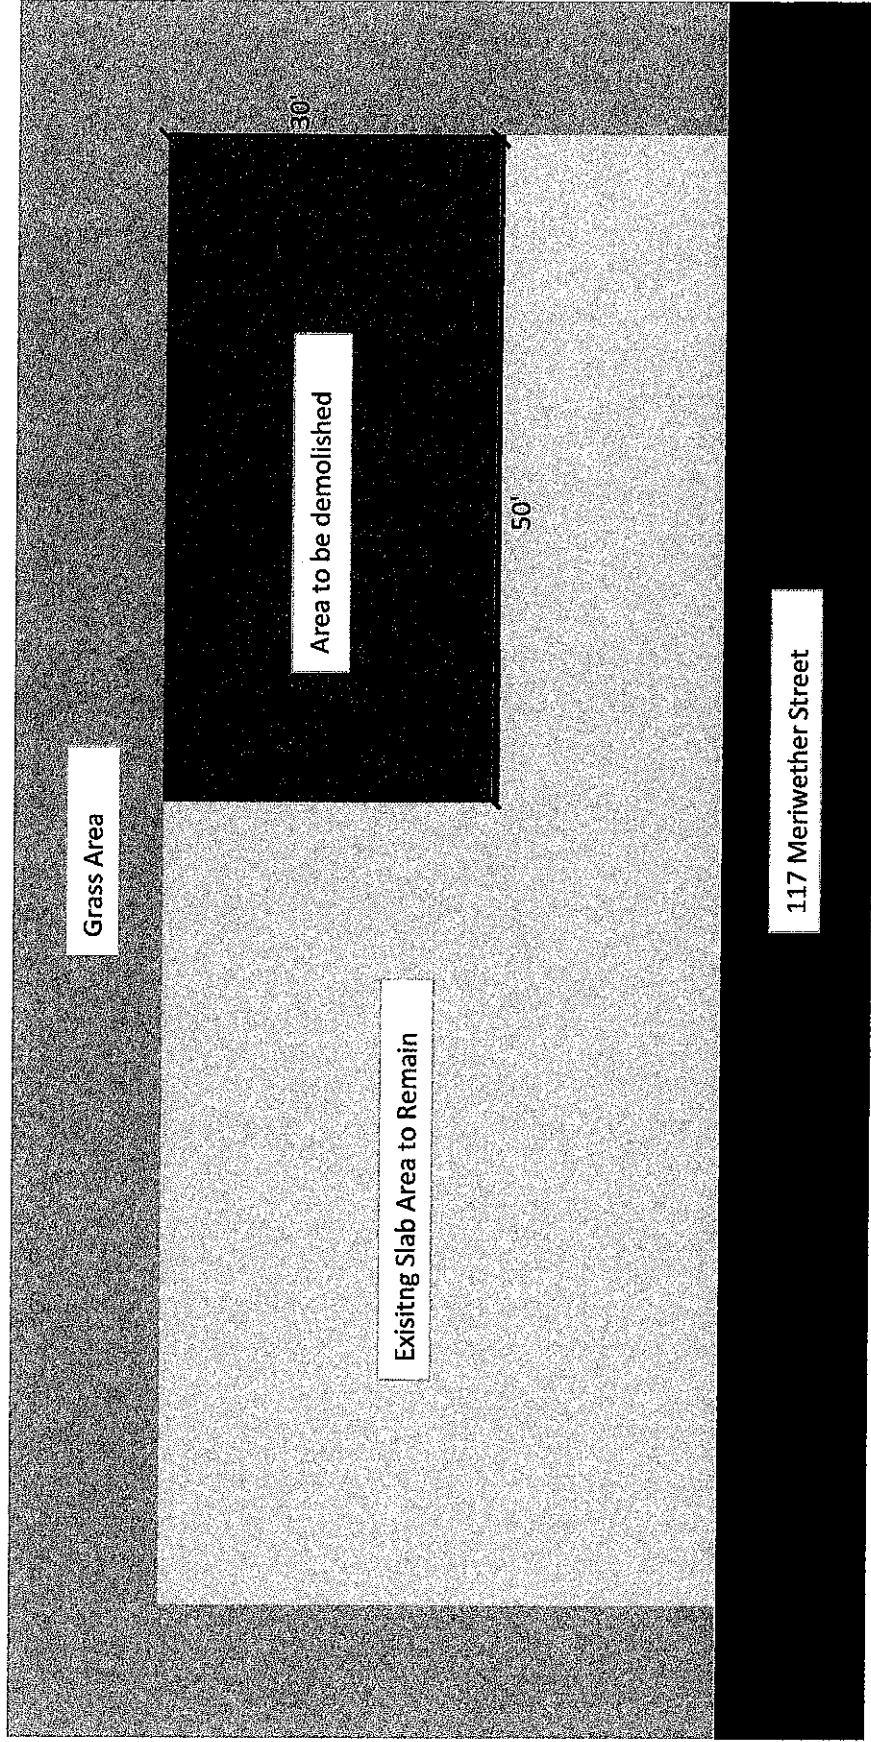 Grass Area
30'
Area to be demolished
50'
Exisitng Slab Area to Remain
117 Meriwether Street